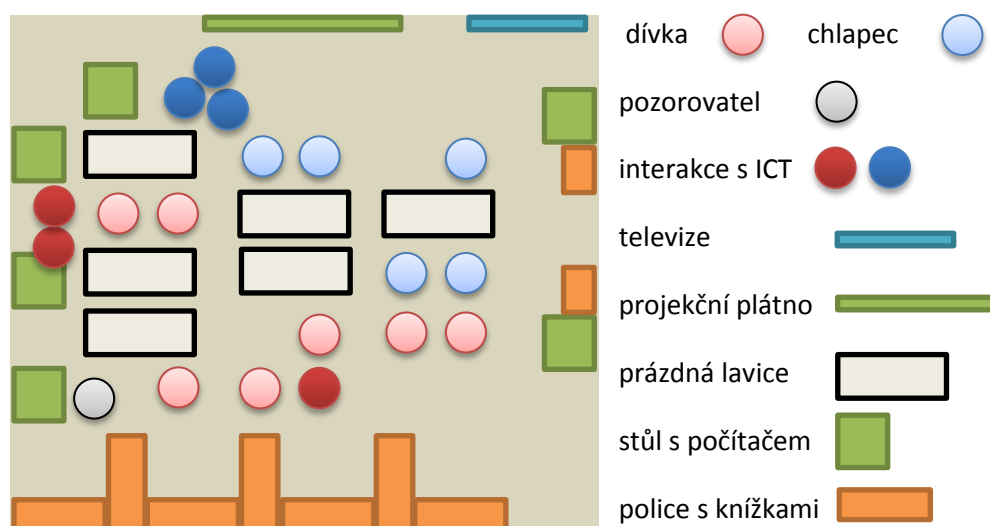 dívka chlapec
pozorovatel
interakce s ICT
televize
projekční plátno
prázdná lavice
stůl s počítačem
police s knížkami